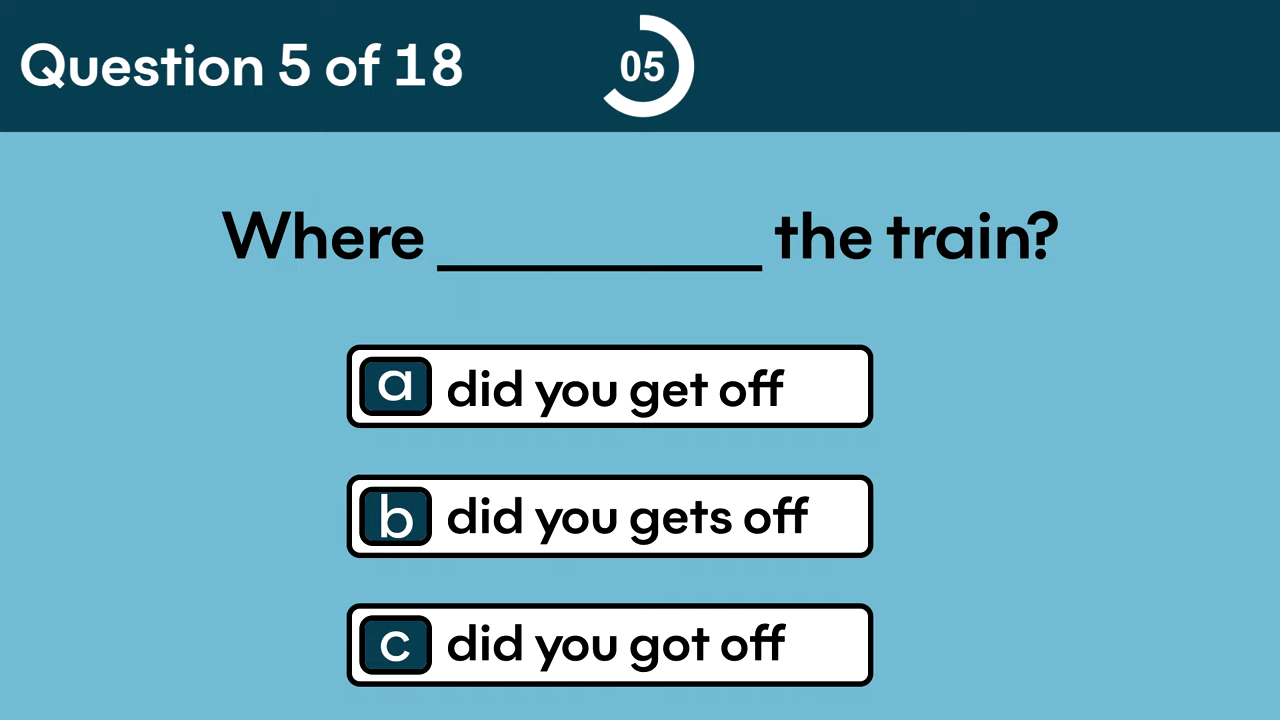 Question 5 of 18
05
Where __________ the train?
a did you get off
b did you gets off
c did you got off